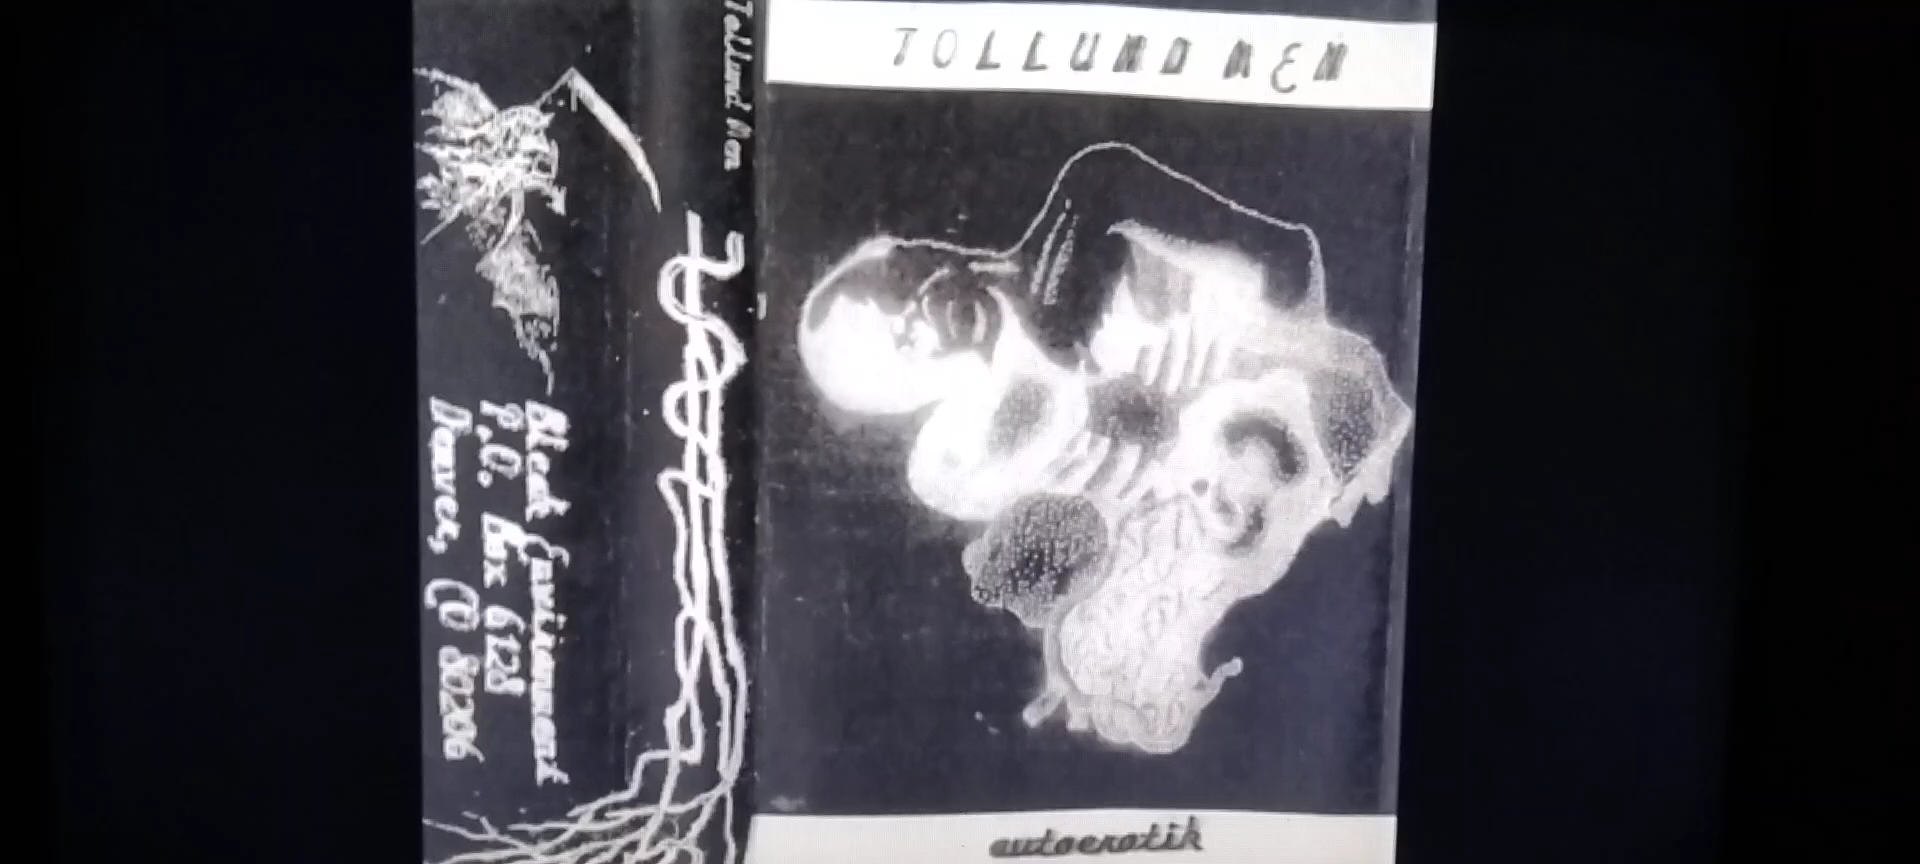 Tollund Men
TOLLUND MEN
Bleak Environment
P.O. Box 6128
Denver, CO 80206
autoerotik